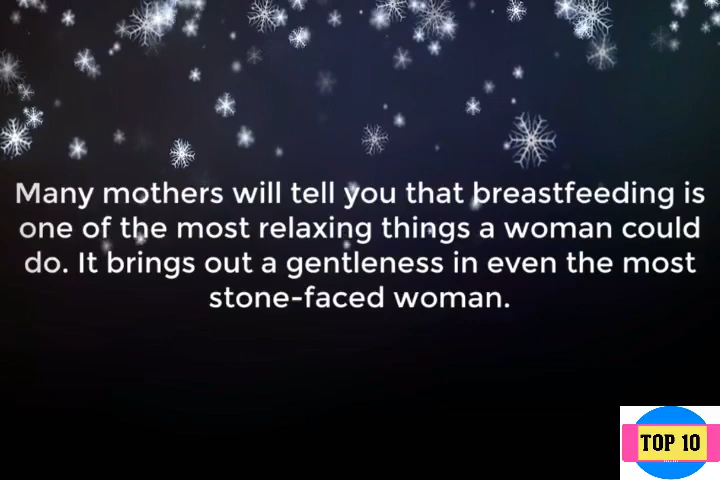 Many mothers will tell you that breastfeeding is
one of the most relaxing things a woman could
do. It brings out a gentleness in even the most
stone-faced woman.
TOP 10